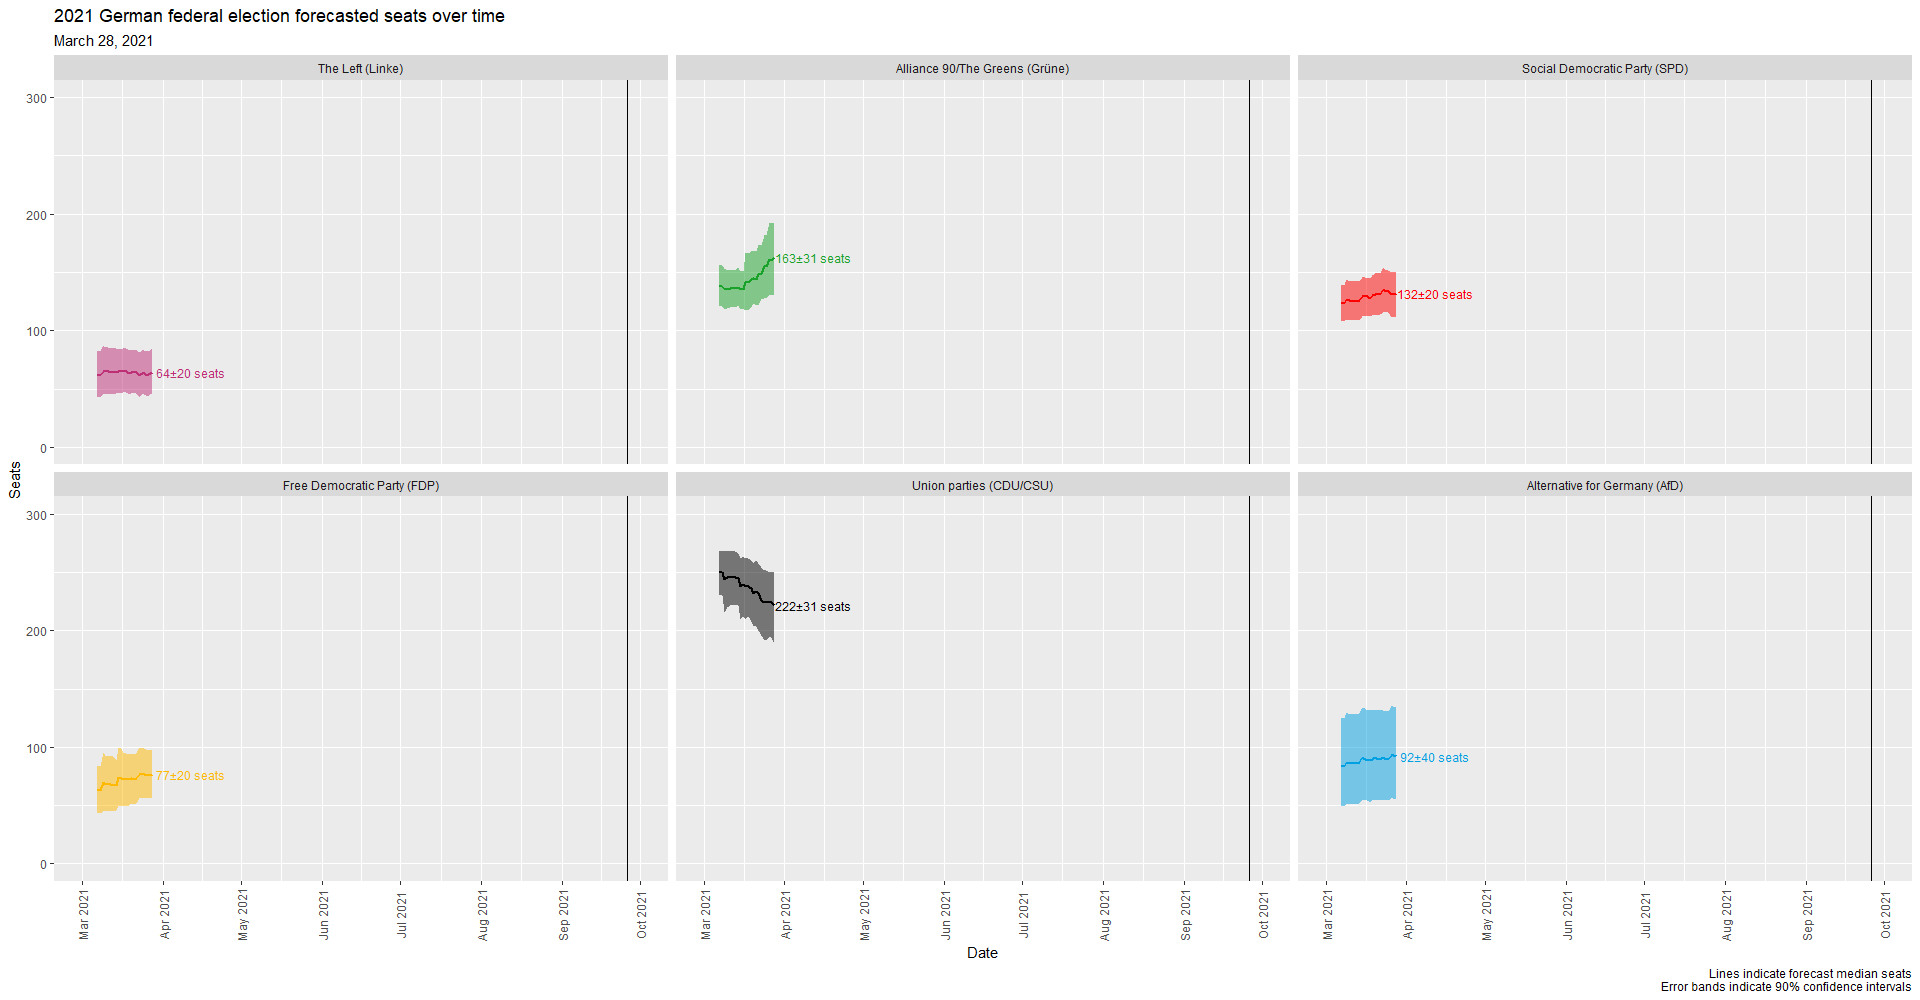 2021 German federal election forecasted seats over time
March 28, 2021
The Left (Linke)
Alliance 90/The Greens (Grüne)
Social Democratic Party (SPD)
300
200
100
0
64±20 seats
163±31 seats
132±20 seats
Seats
Free Democratic Party (FDP)
Union parties (CDU/CSU)
Alternative for Germany (AfD)
300
200
100
0
77±20 seats
222±31 seats
92±40 seats
Mar 2021
Apr 2021
May 2021
Jun 2021
Jul 2021
Aug 2021
Sep 2021
Oct 2021
Mar 2021
Apr 2021
May 2021
Jun 2021
Jul 2021
Aug 2021
Sep 2021
Oct 2021
Mar 2021
Apr 2021
May 2021
Jun 2021
Jul 2021
Aug 2021
Sep 2021
Oct 2021
Date
Lines indicate forecast median seats
Error bands indicate 90% confidence intervals